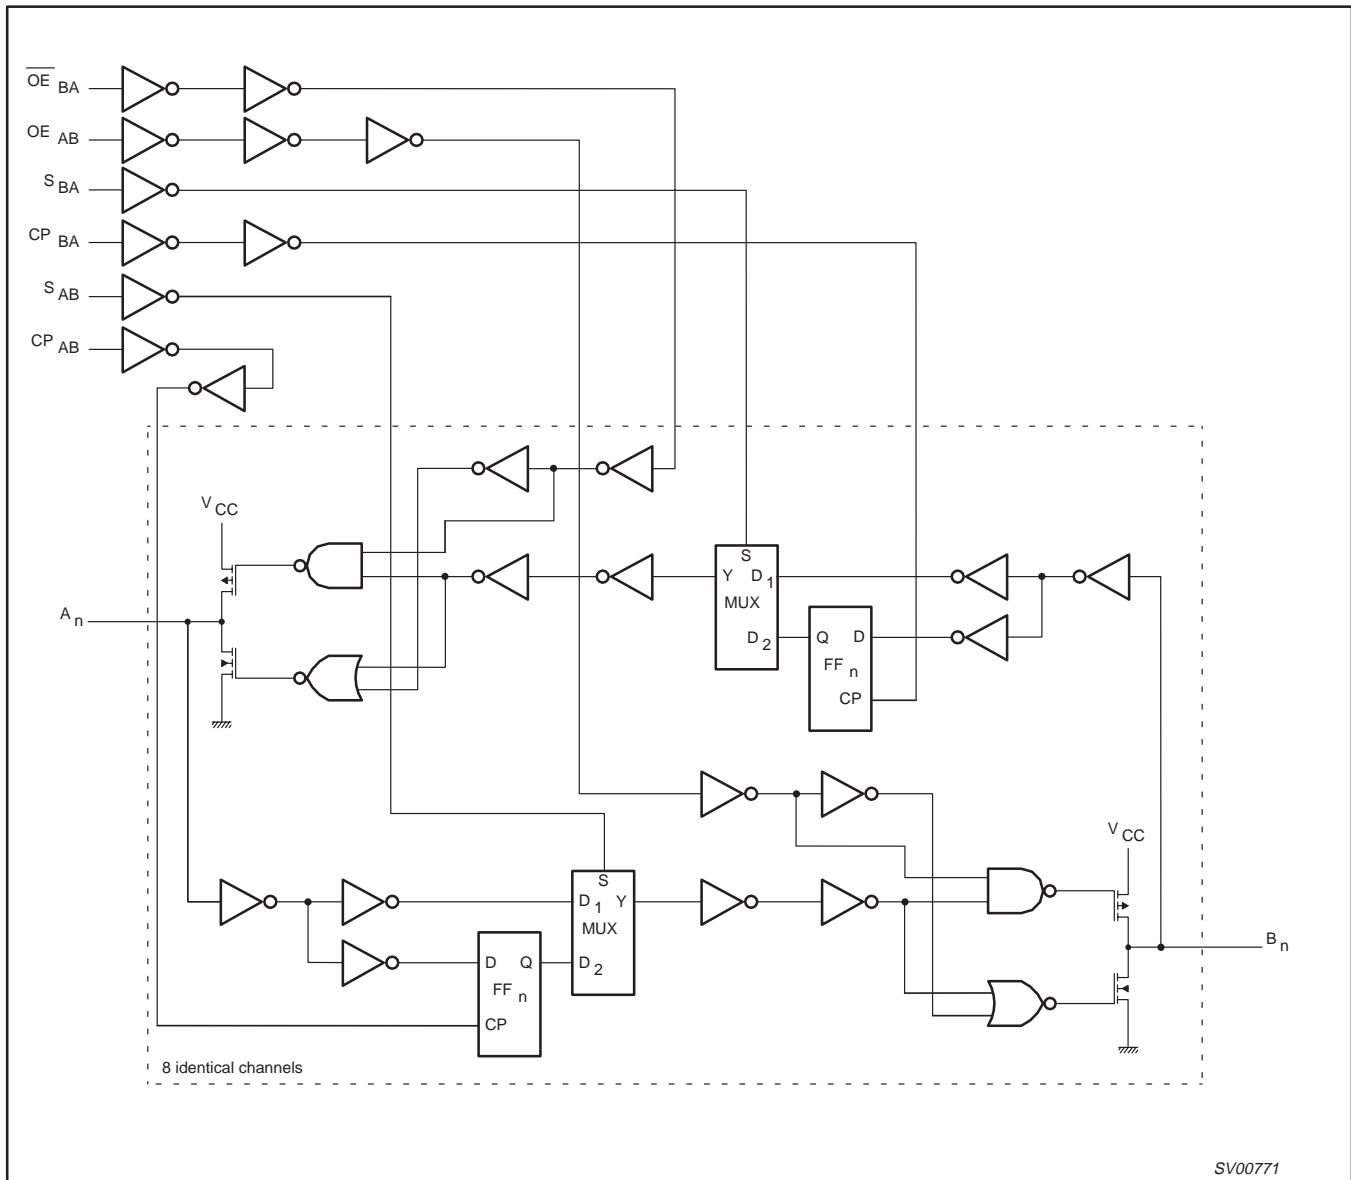 OE BA
OE AB
S BA
CP BA
S AB
CP AB
V CC
S
Y D 1
MUX
D 2
Q D
FF n
CP
A n
V CC
S
D 1 Y
MUX
D 2
D Q
FF n
CP
B n
8 identical channels
SV00771